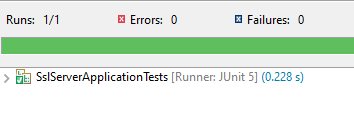 Runs: 1/1 Errors: 0 Failures: 0
SslServerApplicationTests [Runner: JUnit 5] (0.228 s)